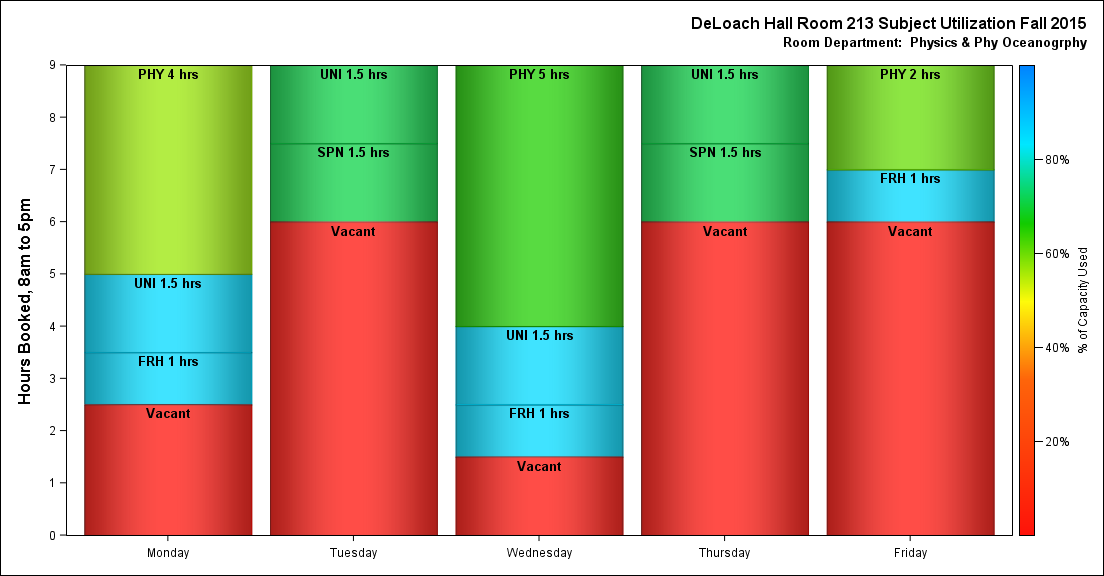 DeLoach Hall Room 213 Subject Utilization Fall 2015
Room Department:  Physics & Phy Oceanogrphy
Hours Booked, 8am to 5pm
9
8
7
6
5
4
3
2
1
0
PHY 4 hrs
UNI 1.5 hrs
FRH 1 hrs
Vacant
Monday
UNI 1.5 hrs
SPN 1.5 hrs
Vacant
Tuesday
PHY 5 hrs
UNI 1.5 hrs
FRH 1 hrs
Vacant
Wednesday
UNI 1.5 hrs
SPN 1.5 hrs
Vacant
Thursday
PHY 2 hrs
FRH 1 hrs
Vacant
Friday
80%
60%
40%
20%
% of Capacity Used